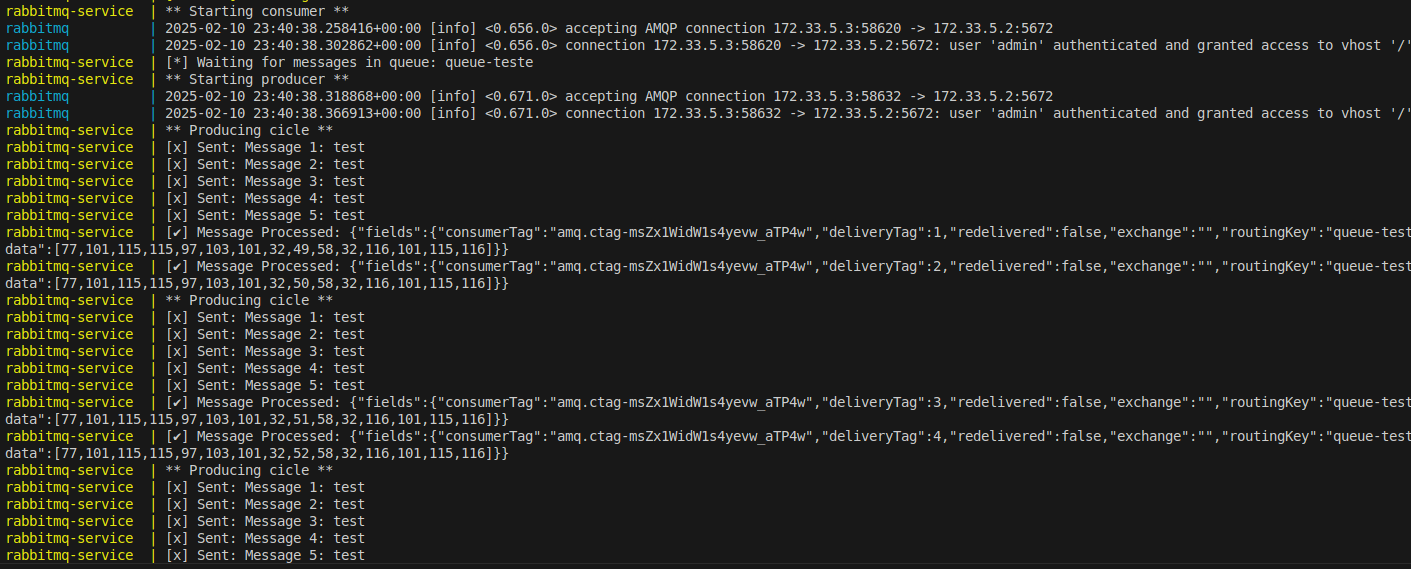 rabbitmq-service | ** Starting consumer **
rabbitmq | 2025-02-10 23:40:38.258416+00:00 [info] <0.656.0> accepting AMQP connection 172.33.5.3:58620 -> 172.33.5.2:5672
rabbitmq | 2025-02-10 23:40:38.302862+00:00 [info] <0.656.0> connection 172.33.5.3:58620 -> 172.33.5.2:5672: user 'admin' authenticated and granted access to vhost '/'
rabbitmq-service | [*] Waiting for messages in queue: queue-teste
rabbitmq-service | ** Starting producer **
rabbitmq | 2025-02-10 23:40:38.318868+00:00 [info] <0.671.0> accepting AMQP connection 172.33.5.3:58632 -> 172.33.5.2:5672
rabbitmq | 2025-02-10 23:40:38.366913+00:00 [info] <0.671.0> connection 172.33.5.3:58632 -> 172.33.5.2:5672: user 'admin' authenticated and granted access to vhost '/'
rabbitmq-service | ** Producing cicle **
rabbitmq-service | [x] Sent: Message 1: test
rabbitmq-service | [x] Sent: Message 2: test
rabbitmq-service | [x] Sent: Message 3: test
rabbitmq-service | [x] Sent: Message 4: test
rabbitmq-service | [x] Sent: Message 5: test
rabbitmq-service | [✔] Message Processed: {"fields":{"consumerTag":"amq.ctag-msZx1WidW1s4yevw_aTP4w","deliveryTag":1,"redelivered":false,"exchange":"","routingKey":"queue-test
data":[77,101,115,115,97,103,101,32,49,58,32,116,101,115,116]}}
rabbitmq-service | [✔] Message Processed: {"fields":{"consumerTag":"amq.ctag-msZx1WidW1s4yevw_aTP4w","deliveryTag":2,"redelivered":false,"exchange":"","routingKey":"queue-test
data":[77,101,115,115,97,103,101,32,50,58,32,116,101,115,116]}}
rabbitmq-service | ** Producing cicle **
rabbitmq-service | [x] Sent: Message 1: test
rabbitmq-service | [x] Sent: Message 2: test
rabbitmq-service | [x] Sent: Message 3: test
rabbitmq-service | [x] Sent: Message 4: test
rabbitmq-service | [x] Sent: Message 5: test
rabbitmq-service | [✔] Message Processed: {"fields":{"consumerTag":"amq.ctag-msZx1WidW1s4yevw_aTP4w","deliveryTag":3,"redelivered":false,"exchange":"","routingKey":"queue-test
data":[77,101,115,115,97,103,101,32,51,58,32,116,101,115,116]}}
rabbitmq-service | [✔] Message Processed: {"fields":{"consumerTag":"amq.ctag-msZx1WidW1s4yevw_aTP4w","deliveryTag":4,"redelivered":false,"exchange":"","routingKey":"queue-test
data":[77,101,115,115,97,103,101,32,52,58,32,116,101,115,116]}}
rabbitmq-service | ** Producing cicle **
rabbitmq-service | [x] Sent: Message 1: test
rabbitmq-service | [x] Sent: Message 2: test
rabbitmq-service | [x] Sent: Message 3: test
rabbitmq-service | [x] Sent: Message 4: test
rabbitmq-service | [x] Sent: Message 5: test